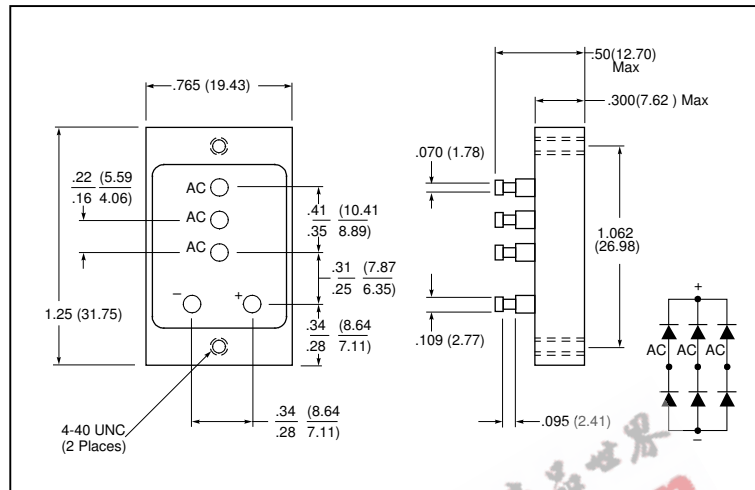 .765 (19.43)
.50(12.70)
Max
.300(7.62 ) Max
.070 (1.78)
.22 (5.59
.16 4.06)
AC
AC
AC
.41 (10.41
.35 8.89)
1.062
(26.98)
.31 (7.87
.25 6.35)
1.25 (31.75)
– +
.34 (8.64
.28 7.11)
.109 (2.77)
+
AC AC AC
4-40 UNC
(2 Places)
.34 (8.64
.28 7.11)
.095 (2.41)
–
世界